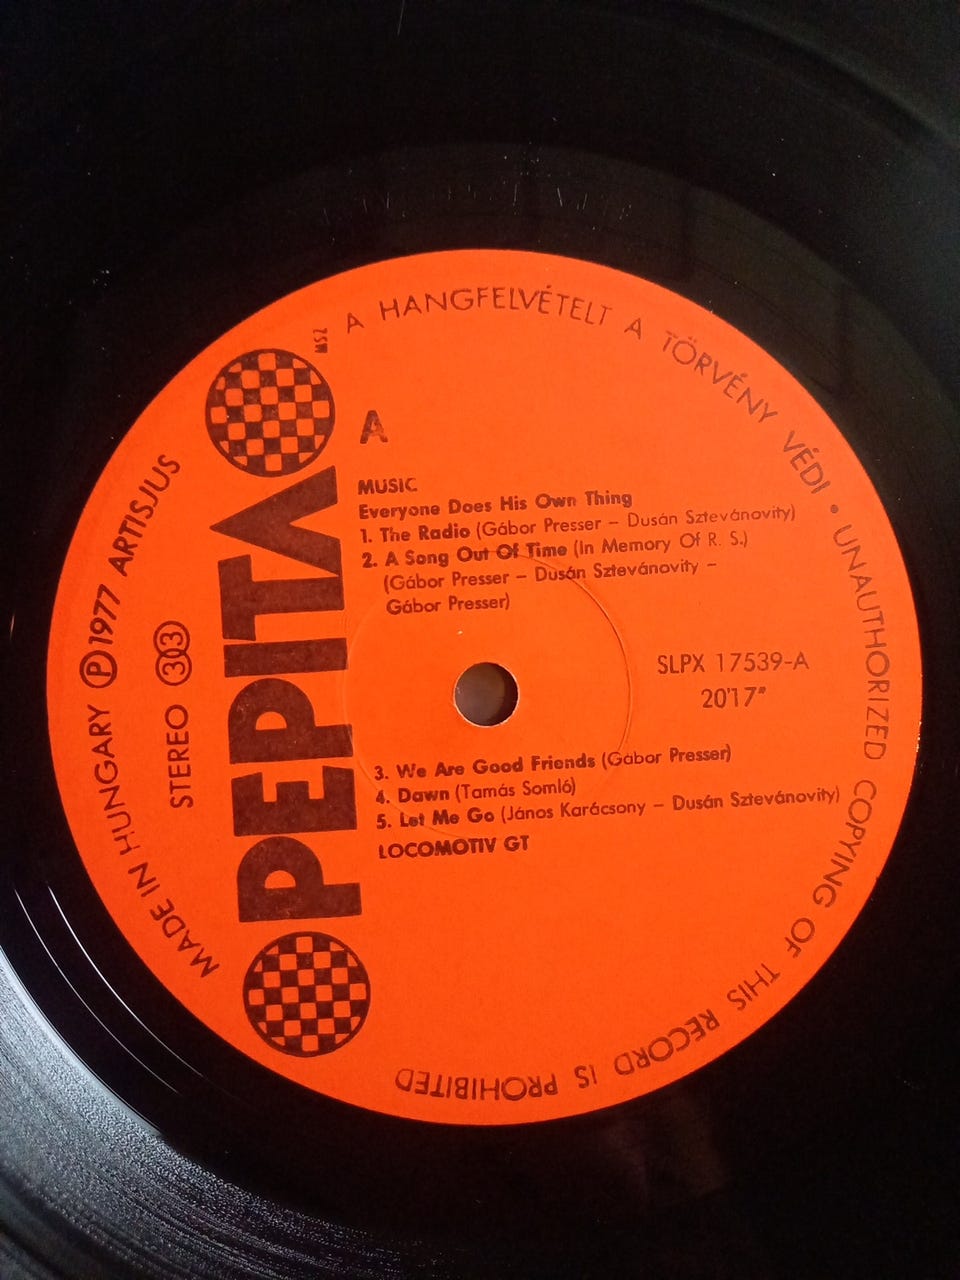 A HANGFELVÉTELT A TÖRVÉNY VÉDI • UNAUTHORIZED COPYING OF THIS RECORD IS PROHIBITED
MADE IN HUNGARY Ⓟ 1977 ARTISJUS
STEREO 33
PEPITA
MSZ
A
MUSIC
Everyone Does His Own Thing
1. The Radio (Gábor Presser – Dusán Sztevánovity)
2. A Song Out Of Time (In Memory Of R. S.)
(Gábor Presser – Dusán Sztevánovity –
Gábor Presser)
SLPX 17539-A
20'17"
3. We Are Good Friends (Gábor Presser)
4. Dawn (Tamás Somló)
5. Let Me Go (János Karácsony – Dusán Sztevánovity)
LOCOMOTIV GT